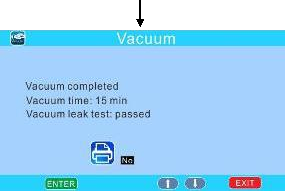 Vacuum
Vacuum completed
Vacuum time: 15 min
Vacuum leak test: passed
No
ENTER
EXIT